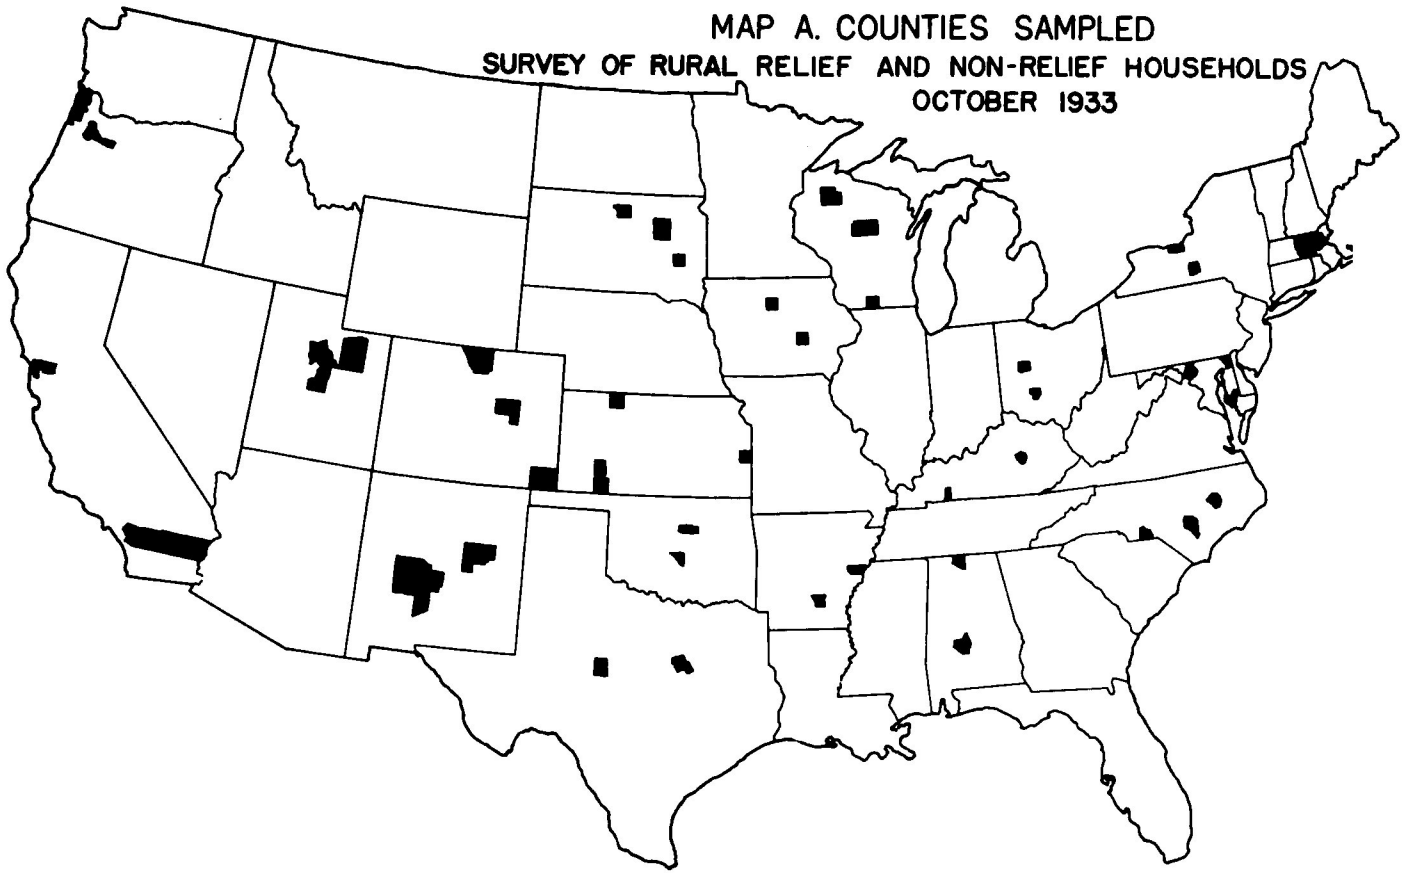 MAP A. COUNTIES SAMPLED
SURVEY OF RURAL RELIEF AND NON-RELIEF HOUSEHOLDS
OCTOBER 1933